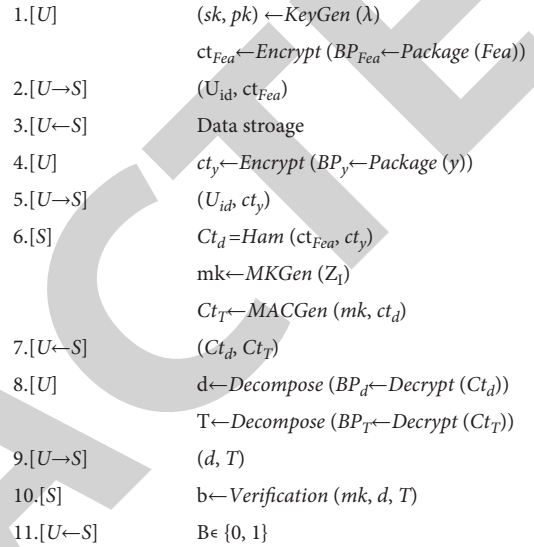 1.[U] (sk, pk) ←KeyGen (λ)
ct_Fea←Encrypt (BP_Fea←Package (Fea))
2.[U→S] (U_id, ct_Fea)
3.[U←S] Data stroage
4.[U] ct_y←Encrypt (BP_y←Package (y))
5.[U→S] (U_id, ct_y)
6.[S] Ct_d=Ham (ct_Fea, ct_y)
mk←MKGen (Z_I)
Ct_T←MACGen (mk, ct_d)
7.[U←S] (Ct_d, Ct_T)
8.[U] d←Decompose (BP_d←Decrypt (Ct_d))
T←Decompose (BP_T←Decrypt (Ct_T))
9.[U→S] (d, T)
10.[S] b←Verification (mk, d, T)
11.[U←S] B∊ {0, 1}